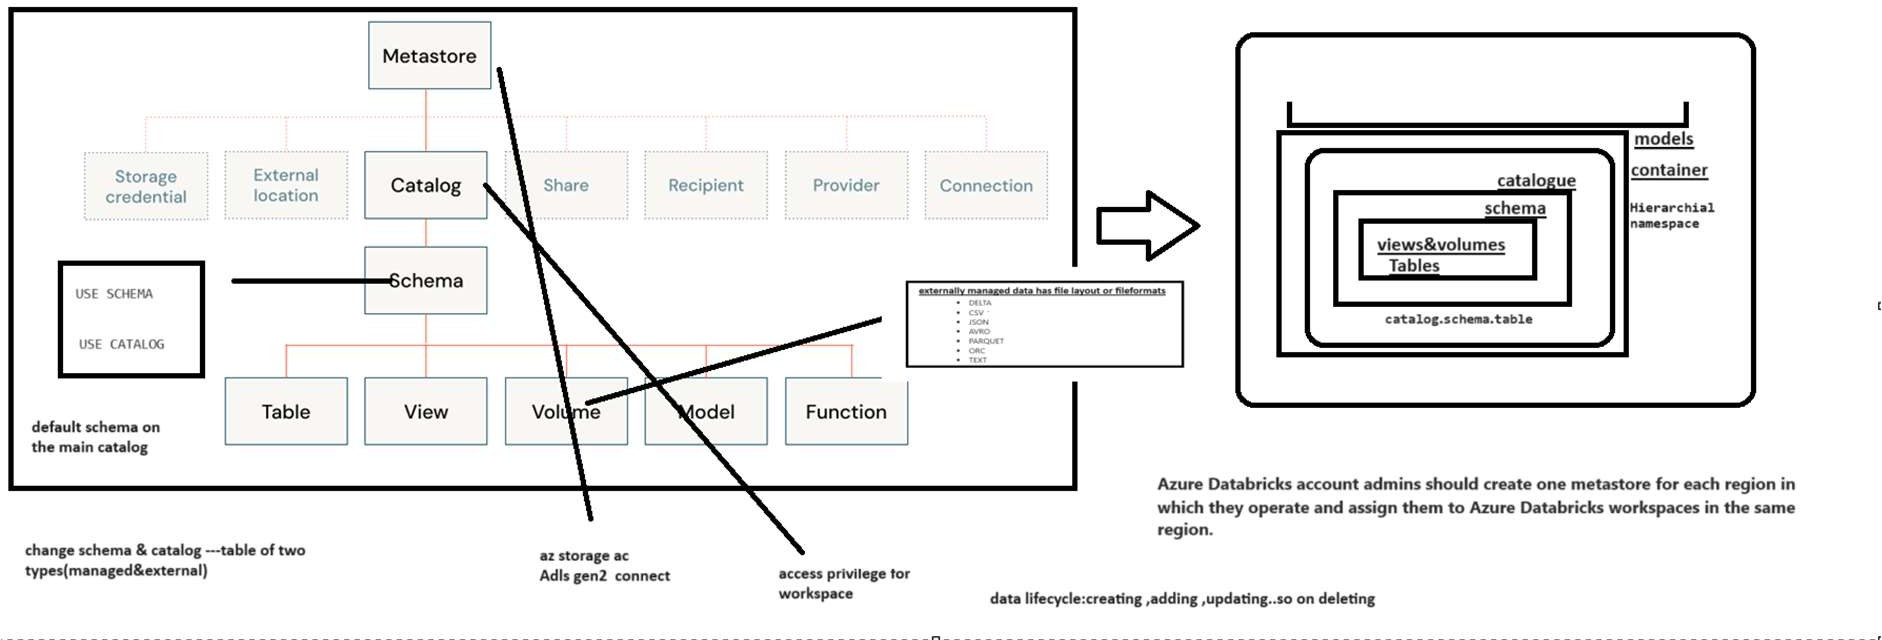 Metastore
Storage
credential
External
location
Catalog
Share
Recipient
Provider
Connection
Schema
USE SCHEMA
USE CATALOG
Table
View
Volume
Model
Function
default schema on
the main catalog
externally managed data has file layout or fileformats
• DELTA
• CSV
• JSON
• AVRO
• PARQUET
• ORC
• TEXT
models
container
Hierarchial
namespace
catalogue
schema
views&volumes
Tables
catalog.schema.table
Azure Databricks account admins should create one metastore for each region in
which they operate and assign them to Azure Databricks workspaces in the same
region.
change schema & catalog ---table of two
types(managed&external)
az storage ac
Adls gen2 connect
access privilege for
workspace
data lifecycle:creating ,adding ,updating..so on deleting